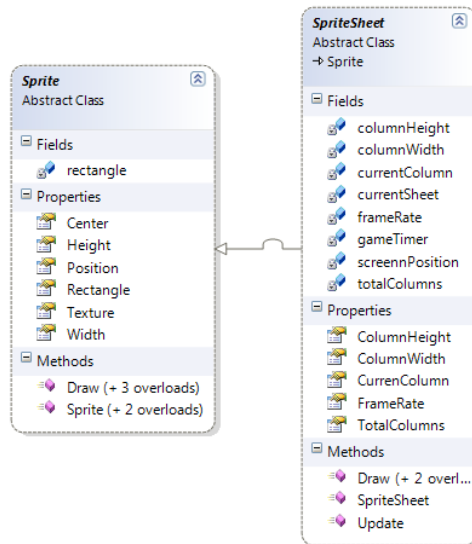 Sprite
Abstract Class
Fields
rectangle
Properties
Center
Height
Position
Rectangle
Texture
Width
Methods
Draw (+ 3 overloads)
Sprite (+ 2 overloads)
SpriteSheet
Abstract Class
Sprite
Fields
columnHeight
columnWidth
currentColumn
currentSheet
frameRate
gameTimer
screennPosition
totalColumns
Properties
ColumnHeight
ColumnWidth
CurrenColumn
FrameRate
TotalColumns
Methods
Draw (+ 2 overl...
SpriteSheet
Update